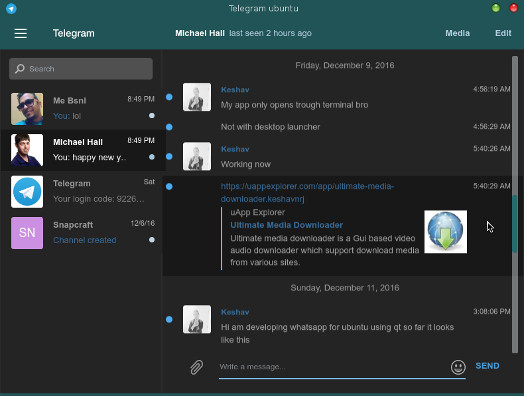 Telegram ubuntu
Telegram
Michael Hall last seen 2 hours ago
Media
Edit
Search
Me Bsnl 8:49 PM
You: lol
Michael Hall 8:49 PM
You: happy new y..
Telegram Sat
Your login code: 9226...
SN
Snapcraft 12/6/16
Channel created
Friday, December 9, 2016
Keshav 4:56:19 AM
My app only opens trough terminal bro
Not with desktop launcher 4:56:29 AM
Keshav 5:40:26 AM
Working now
https://uappexplorer.com/app/ultimate-media- 5:40:29 AM
downloader.keshavnrj
uApp Explorer
Ultimate Media Downloader
Ultimate media downloader is a Gui based video
audio downloader which support download media
from various sites.
Sunday, December 11, 2016
Keshav 3:08:06 PM
Hi am developing whatsapp for ubuntu using qt so far it looks
like this
Write a message...
SEND